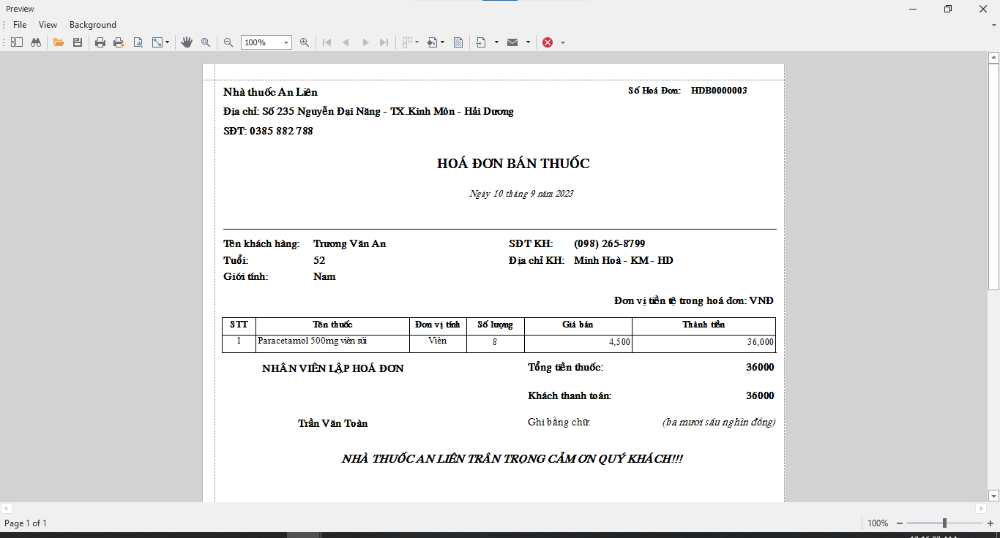 Preview
File View Background
100%
Nhà thuốc An Liên
Số Hoá Đơn: HDB0000003
Địa chỉ: Số 235 Nguyễn Đại Năng - TX.Kinh Môn - Hải Dương
SĐT: 0385 882 788
HOÁ ĐƠN BÁN THUỐC
Ngày 10 tháng 9 năm 2023
Tên khách hàng: Trương Văn An SĐT KH: (098) 265-8799
Tuổi: 52 Địa chỉ KH: Minh Hoà - KM - HD
Giới tính: Nam
Đơn vị tiền tệ trong hoá đơn: VNĐ
STT Tên thuốc Đơn vị tính Số lượng Giá bán Thành tiền
1 Paracetamol 500mg viên sủi Viên 8 4,500 36,000
NHÂN VIÊN LẬP HOÁ ĐƠN Tổng tiền thuốc: 36000
Khách thanh toán: 36000
Trần Văn Toàn Ghi bằng chữ: (ba mươi sáu nghìn đồng)
NHÀ THUỐC AN LIÊN TRÂN TRỌNG CẢM ƠN QUÝ KHÁCH!!!
Page 1 of 1 100%